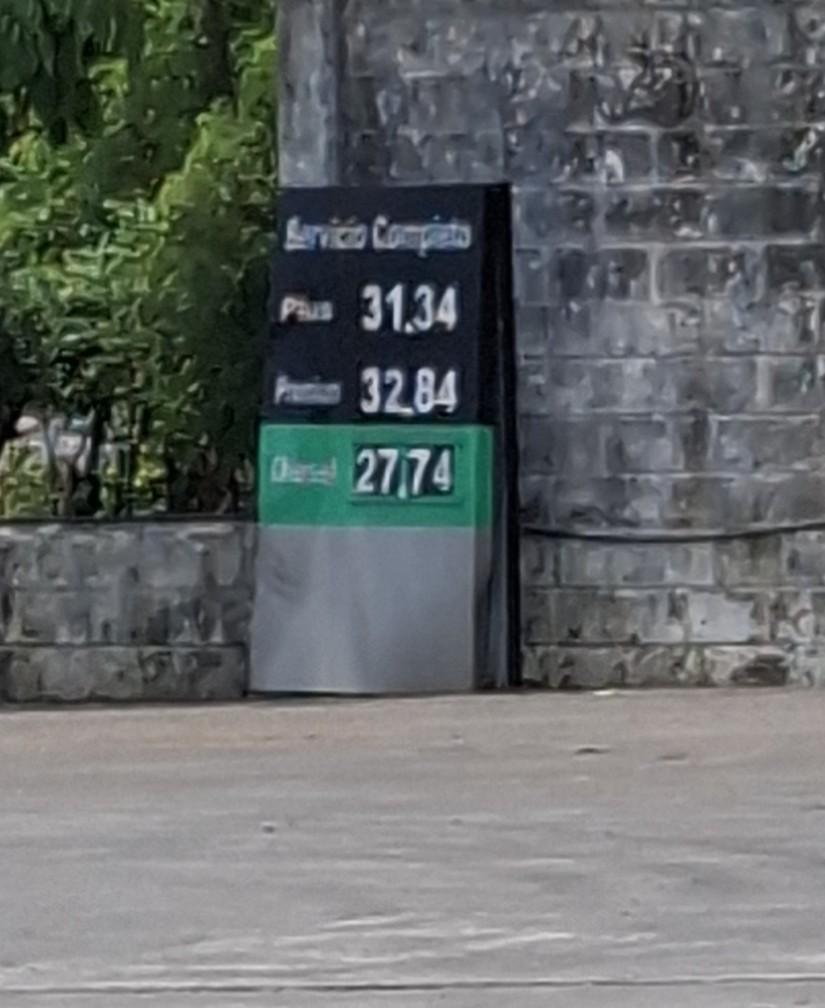 Servicio Completo
Plus 31.34
Premium 32.84
Diesel 27.74